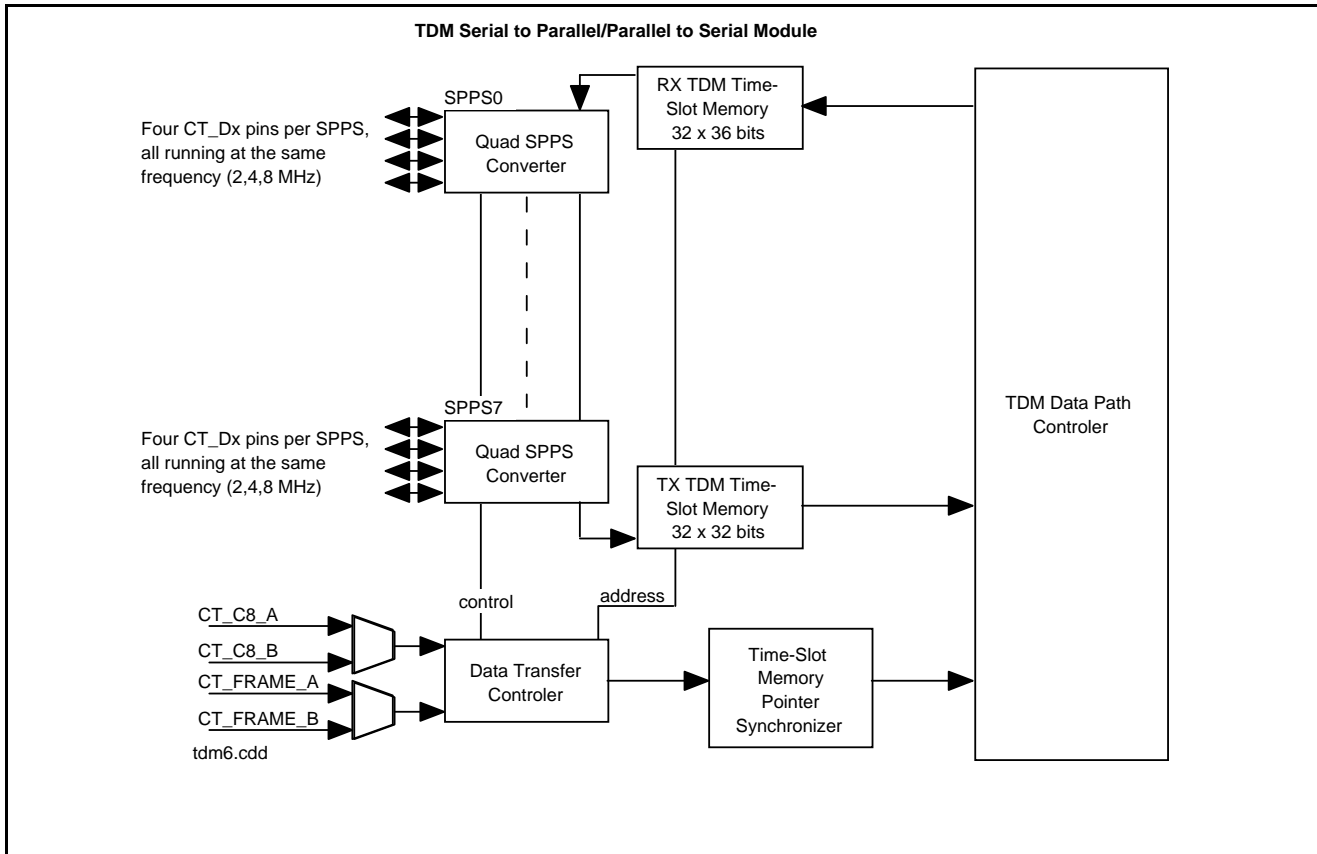 TDM Serial to Parallel/Parallel to Serial Module
SPPS0
Four CT_Dx pins per SPPS,
all running at the same
frequency (2,4,8 MHz)
Quad SPPS
Converter
RX TDM Time-
Slot Memory
32 x 36 bits
SPPS7
Four CT_Dx pins per SPPS,
all running at the same
frequency (2,4,8 MHz)
Quad SPPS
Converter
TX TDM Time-
Slot Memory
32 x 32 bits
TDM Data Path
Controler
control
address
CT_C8_A
CT_C8_B
CT_FRAME_A
CT_FRAME_B
Data Transfer
Controler
Time-Slot
Memory
Pointer
Synchronizer
tdm6.cdd